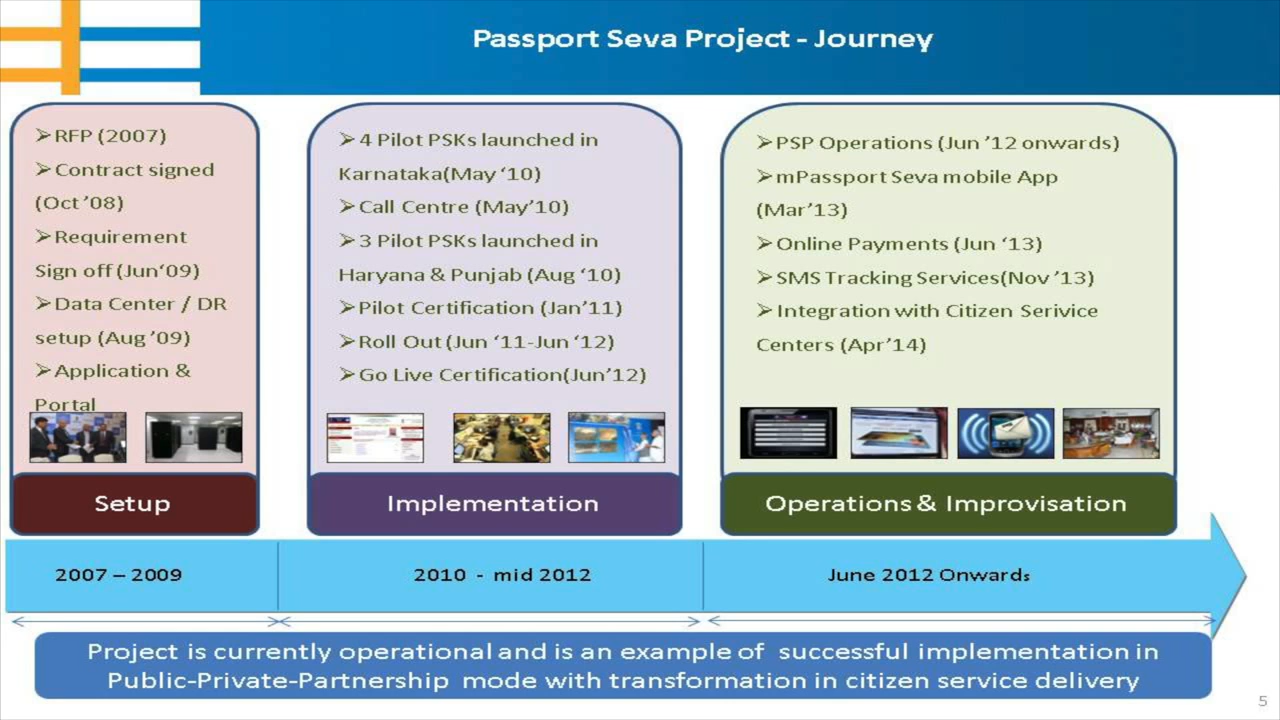 Passport Seva Project - Journey
➢RFP (2007)
➢Contract signed
(Oct ’08)
➢Requirement
Sign off (Jun‘09)
➢Data Center / DR
setup (Aug ’09)
➢Application &
Portal
Setup
➢4 Pilot PSKs launched in
Karnataka(May ‘10)
➢Call Centre (May’10)
➢3 Pilot PSKs launched in
Haryana & Punjab (Aug ‘10)
➢Pilot Certification (Jan’11)
➢Roll Out (Jun ‘11-Jun ‘12)
➢Go Live Certification(Jun’12)
Implementation
➢PSP Operations (Jun ’12 onwards)
➢mPassport Seva mobile App
(Mar’13)
➢Online Payments (Jun ‘13)
➢SMS Tracking Services(Nov ’13)
➢Integration with Citizen Serivice
Centers (Apr’14)
Operations & Improvisation
2007 – 2009
2010 - mid 2012
June 2012 Onwards
Project is currently operational and is an example of successful implementation in
Public-Private-Partnership mode with transformation in citizen service delivery
5